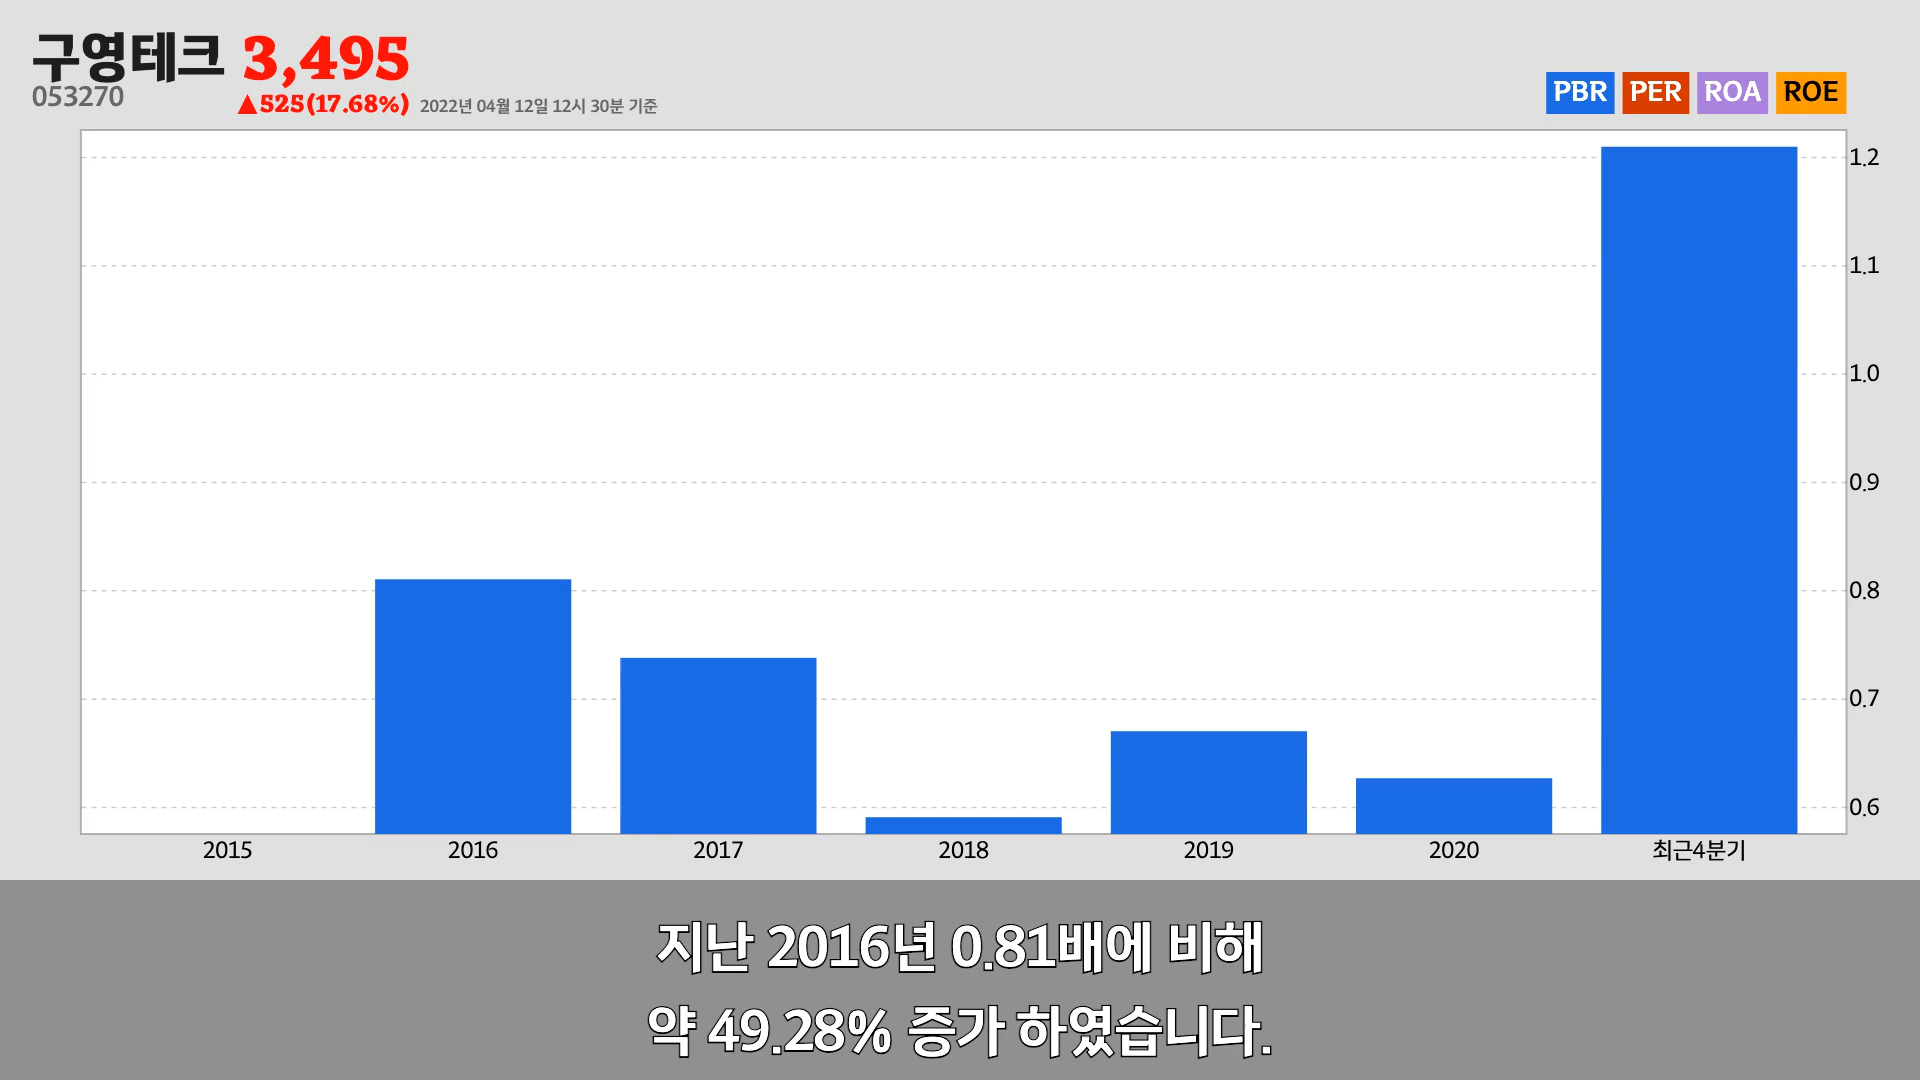 구영테크 3,495
053270
▲525(17.68%) 2022년 04월 12일 12시 30분 기준
PBR PER ROA ROE
1.2
1.1
1.0
0.9
0.8
0.7
0.6
2015 2016 2017 2018 2019 2020 최근4분기
지난 2016년 0.81배에 비해
약 49.28% 증가 하였습니다.